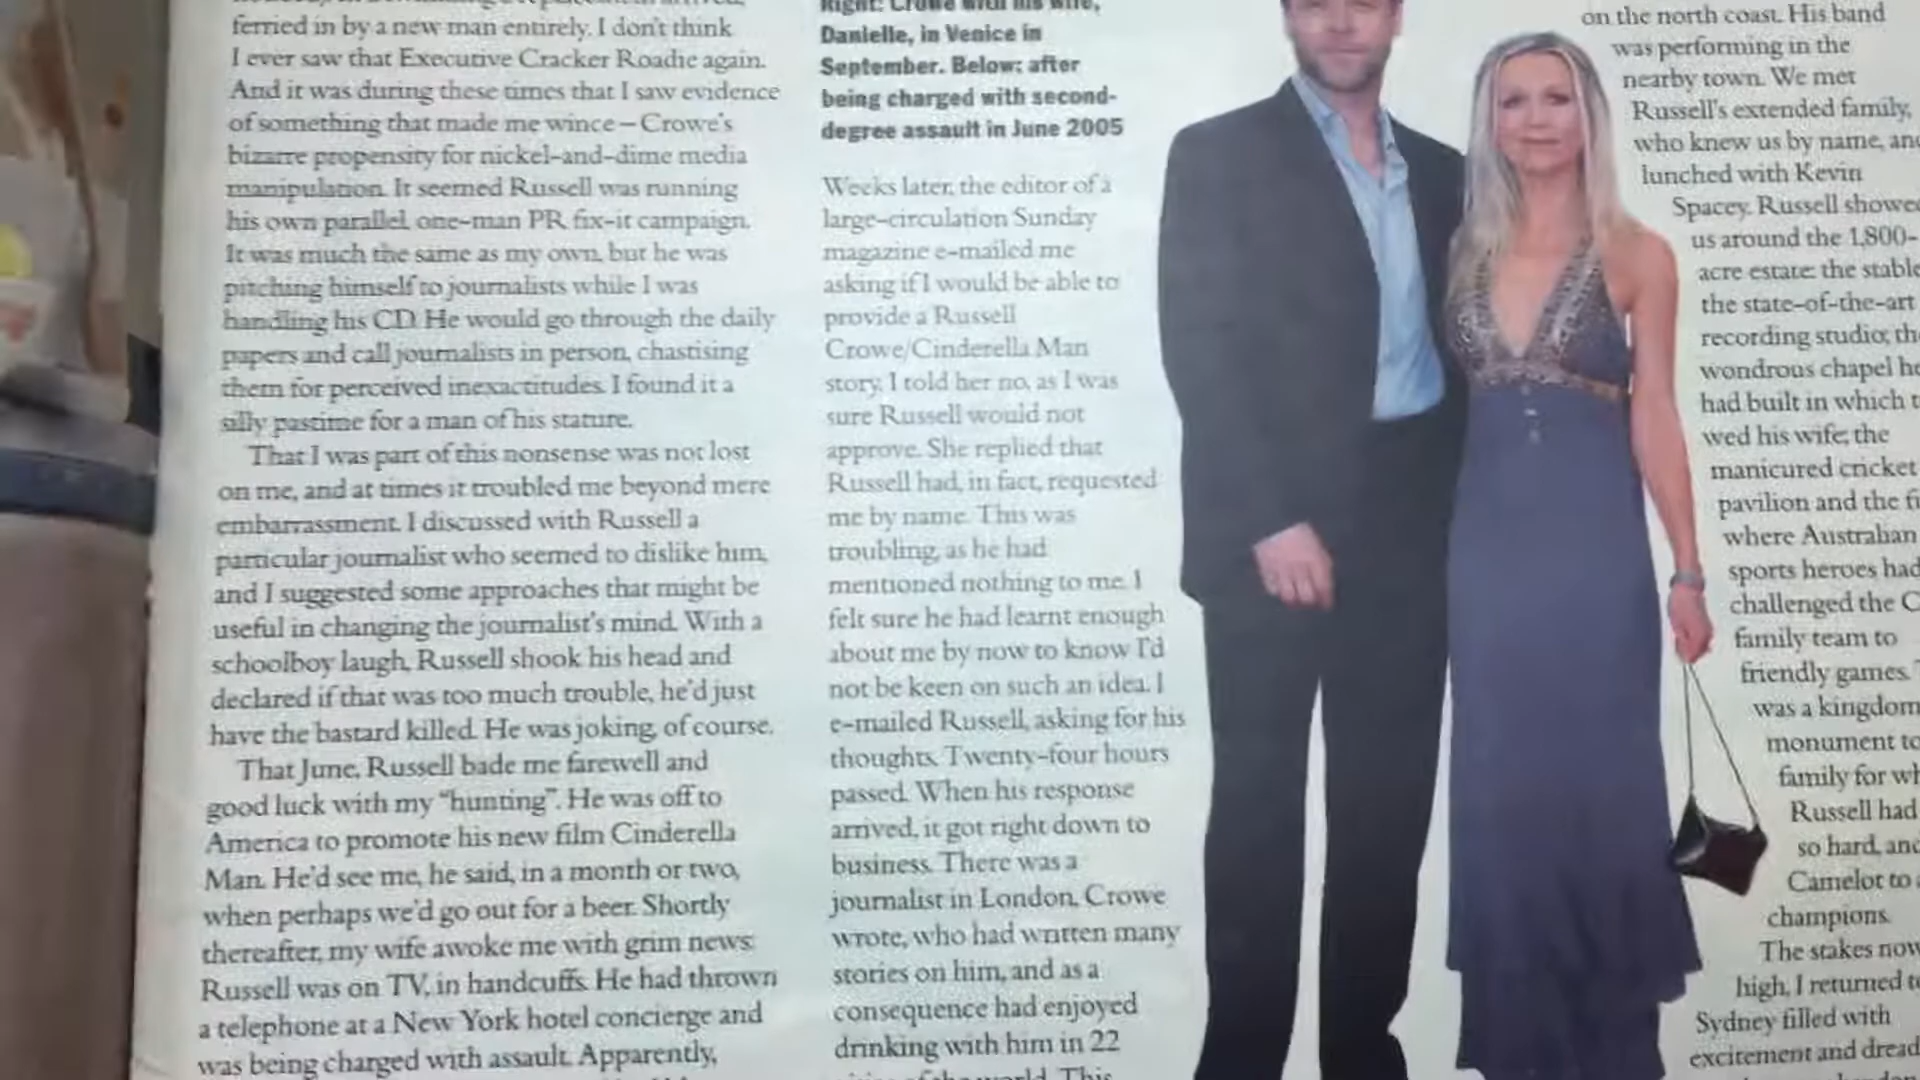 ferried in by a new man entirely. I don't think
I ever saw that Executive Cracker Roadie again.
And it was during these times that I saw evidence
of something that made me wince – Crowe's
bizarre propensity for nickel-and-dime media
manipulation. It seemed Russell was running
his own parallel, one-man PR fix-it campaign.
It was much the same as my own, but he was
pitching himself to journalists while I was
handling his CD. He would go through the daily
papers and call journalists in person, chastising
them for perceived inexactitudes. I found it a
silly pastime for a man of his stature.
That I was part of this nonsense was not lost
on me, and at times it troubled me beyond mere
embarrassment. I discussed with Russell a
particular journalist who seemed to dislike him,
and I suggested some approaches that might be
useful in changing the journalist's mind. With a
schoolboy laugh, Russell shook his head and
declared if that was too much trouble, he'd just
have the bastard killed. He was joking, of course.
That June, Russell bade me farewell and
good luck with my "hunting". He was off to
America to promote his new film Cinderella
Man. He'd see me, he said, in a month or two,
when perhaps we'd go out for a beer. Shortly
thereafter, my wife awoke me with grim news:
Russell was on TV, in handcuffs. He had thrown
a telephone at a New York hotel concierge and
was being charged with assault. Apparently,
Right: Crowe with his wife,
Danielle, in Venice in
September. Below: after
being charged with second-
degree assault in June 2005
Weeks later, the editor of a
large-circulation Sunday
magazine e-mailed me
asking if I would be able to
provide a Russell
Crowe/Cinderella Man
story. I told her no, as I was
sure Russell would not
approve. She replied that
Russell had, in fact, requested
me by name. This was
troubling, as he had
mentioned nothing to me. I
felt sure he had learnt enough
about me by now to know I'd
not be keen on such an idea. I
e-mailed Russell, asking for his
thoughts. Twenty-four hours
passed. When his response
arrived, it got right down to
business. There was a
journalist in London, Crowe
wrote, who had written many
stories on him, and as a
consequence had enjoyed
drinking with him in 22
of the world. This
on the north coast. His band
was performing in the
nearby town. We met
Russell's extended family,
who knew us by name, and
lunched with Kevin
Spacey. Russell showed
us around the 1,800-
acre estate: the stable
the state-of-the-art
recording studio; the
wondrous chapel he
had built in which
wed his wife; the
manicured cricket
pavilion and the
where Australian
sports heroes had
challenged the C
family team to
friendly games.
was a kingdom
monument to
family for
Russell had
so hard, and
Camelot to
champions.
The stakes now
high, I returned to
Sydney filled with
excitement and dread